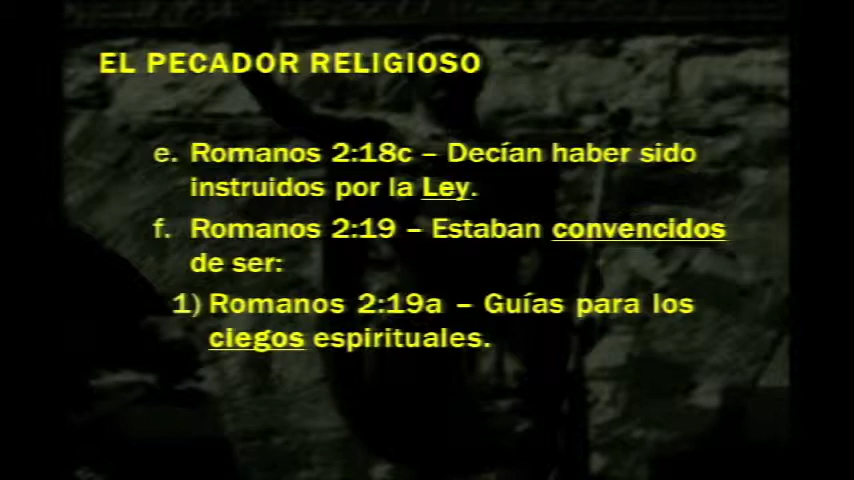 EL PECADOR RELIGIOSO
e. Romanos 2:18c – Decían haber sido
instruidos por la Ley.
f. Romanos 2:19 – Estaban convencidos
de ser:
1) Romanos 2:19a – Guías para los
ciegos espirituales.